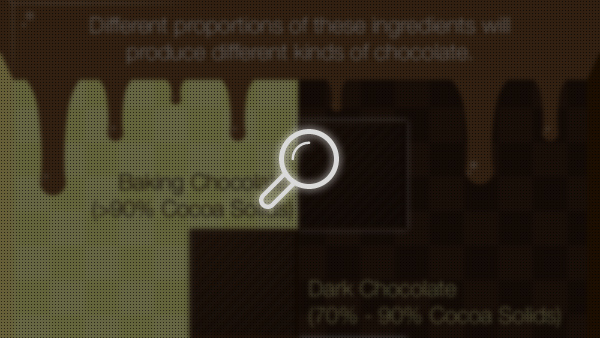 Different proportions of these ingredients will
produce different kinds of chocolate.
Baking Chocolate
(>90% Cocoa Solids)
Dark Chocolate
(70% - 90% Cocoa Solids)